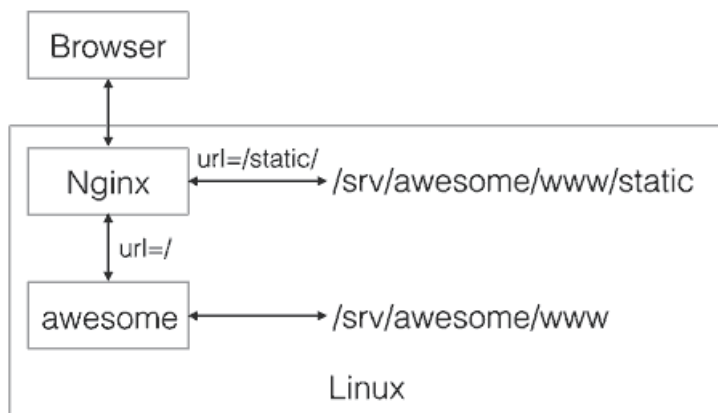 Browser
url=/static/
Nginx
/srv/awesome/www/static
url=/
awesome
/srv/awesome/www
Linux